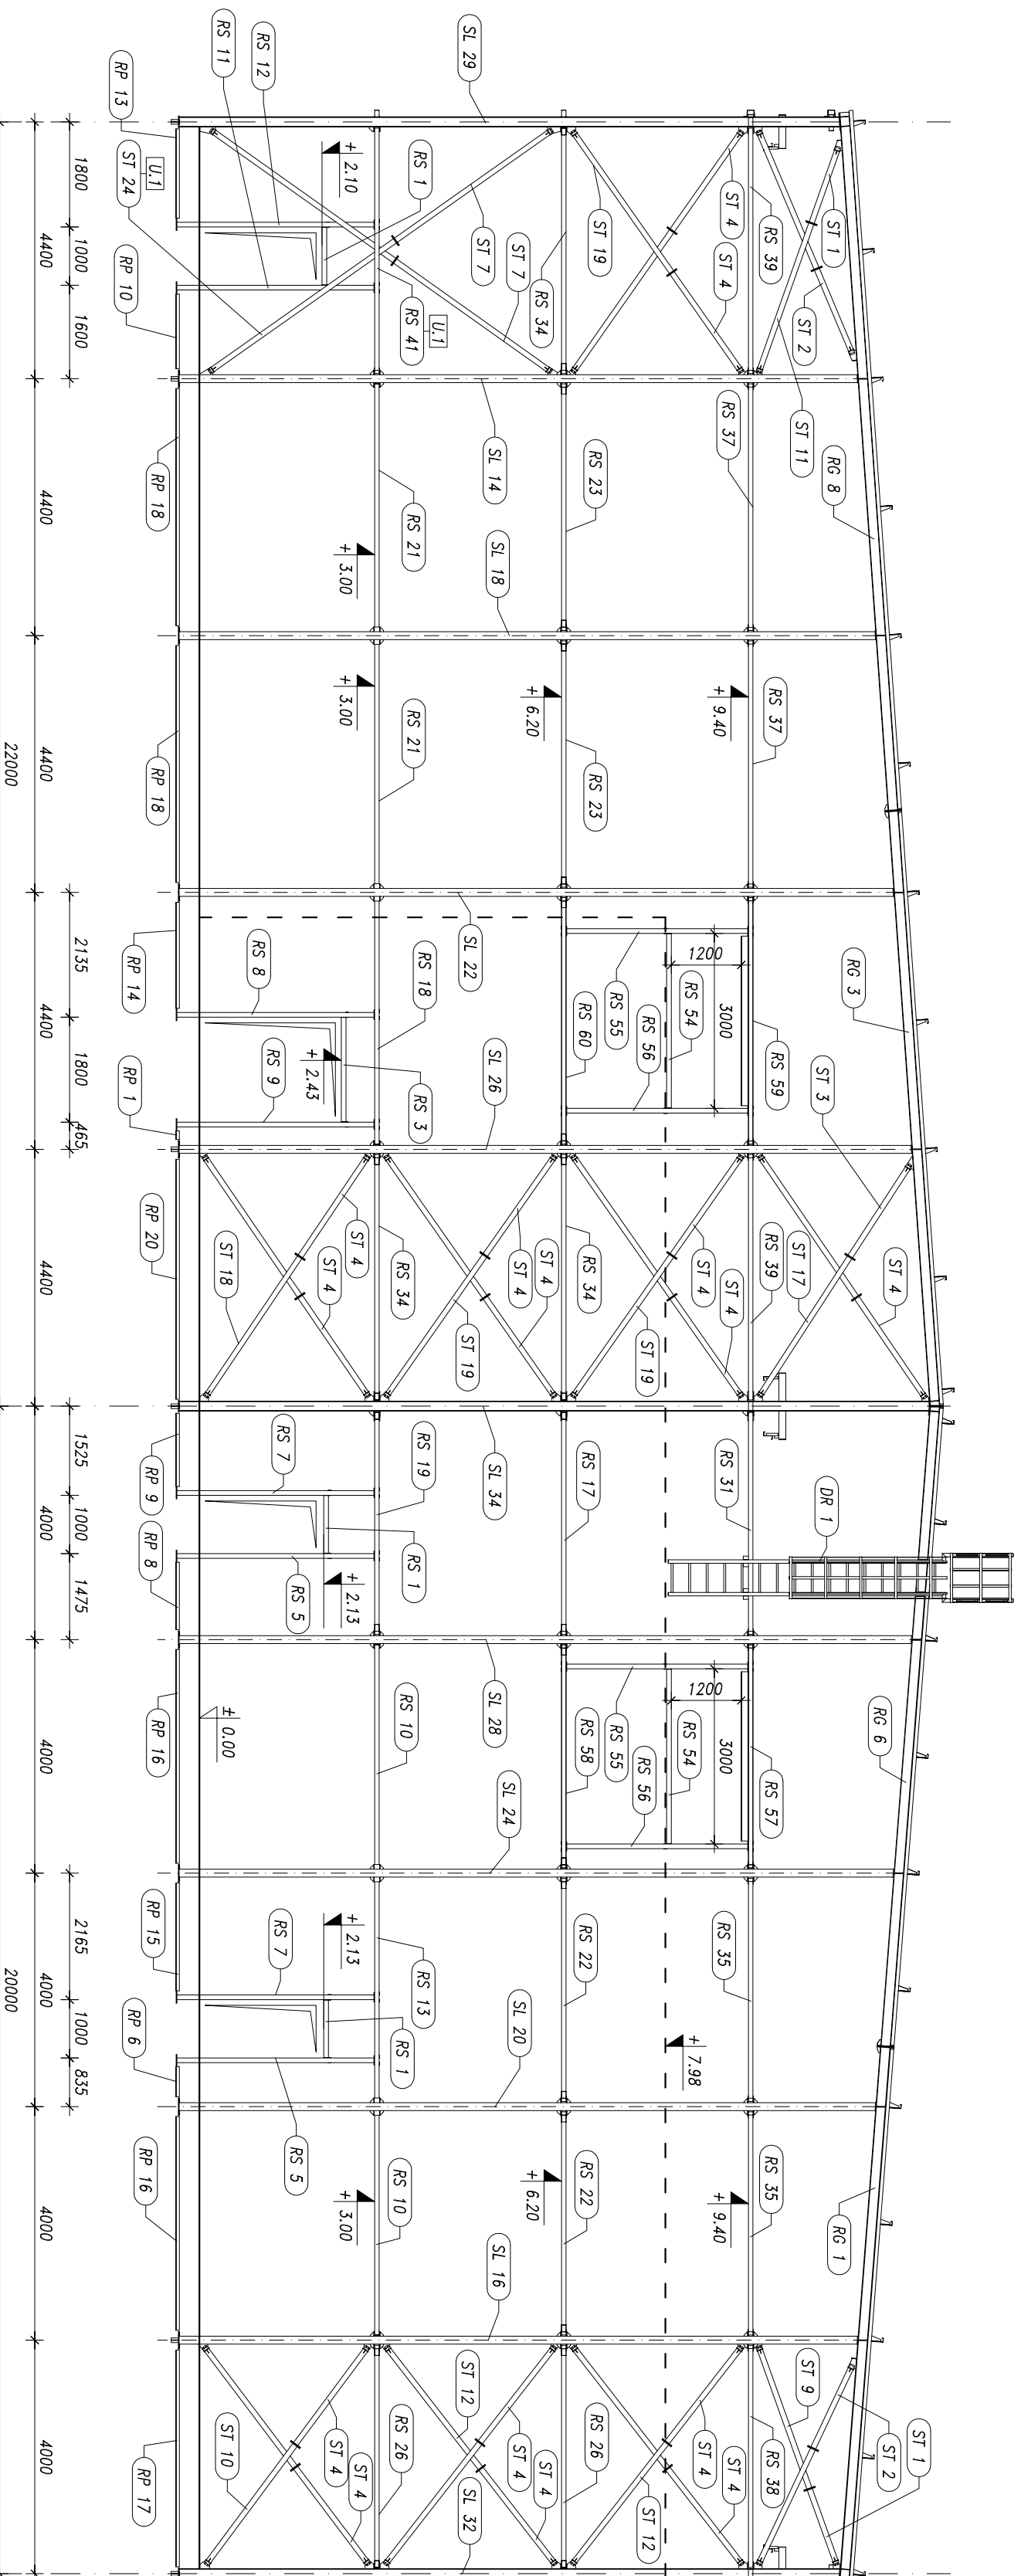 SL 29
RS 11
RS 12
RP 13
U.1
ST 24
RP 10
+ 2.10
RS 1
ST 7
ST 7
RS 41
U.1
RS 34
ST 19
ST 4
ST 4
RS 39
ST 1
ST 2
ST 11
RG 8
1800
1000
1600
4400
RP 18
SL 14
RS 21
RS 23
RS 37
+ 3.00
4400
SL 18
+ 3.00
+ 6.20
+ 9.40
RS 21
RS 23
RS 37
RP 18
4400
22000
SL 22
RP 14
RS 8
RS 18
RS 9
+ 2.43
RS 3
RP 1
SL 26
RS 60
RS 55
RS 56
RS 54
1200
3000
RS 59
RG 3
2135
1800
465
4400
ST 3
ST 4
ST 17
RS 39
RS 34
RS 34
ST 4
ST 4
ST 4
ST 4
ST 4
ST 4
ST 18
ST 19
ST 19
RP 20
4400
SL 34
RP 9
RS 7
RS 19
RS 17
RS 31
DR 1
RS 1
+ 2.13
RS 5
RP 8
1525
1000
1475
4000
SL 28
RP 16
± 0.00
RS 10
RS 58
RS 55
RS 56
RS 54
1200
3000
RS 57
RG 6
4000
SL 24
RP 15
RS 7
+ 2.13
RS 13
RS 22
RS 35
+ 7.98
RS 1
RS 5
RP 6
2165
1000
835
4000
20000
SL 20
RP 16
+ 3.00
RS 10
+ 6.20
RS 22
+ 9.40
RS 35
RG 1
4000
SL 16
ST 9
ST 1
ST 2
RS 38
ST 12
ST 4
ST 4
ST 12
RS 26
ST 4
ST 4
RS 26
ST 4
ST 4
ST 10
SL 32
RP 17
4000